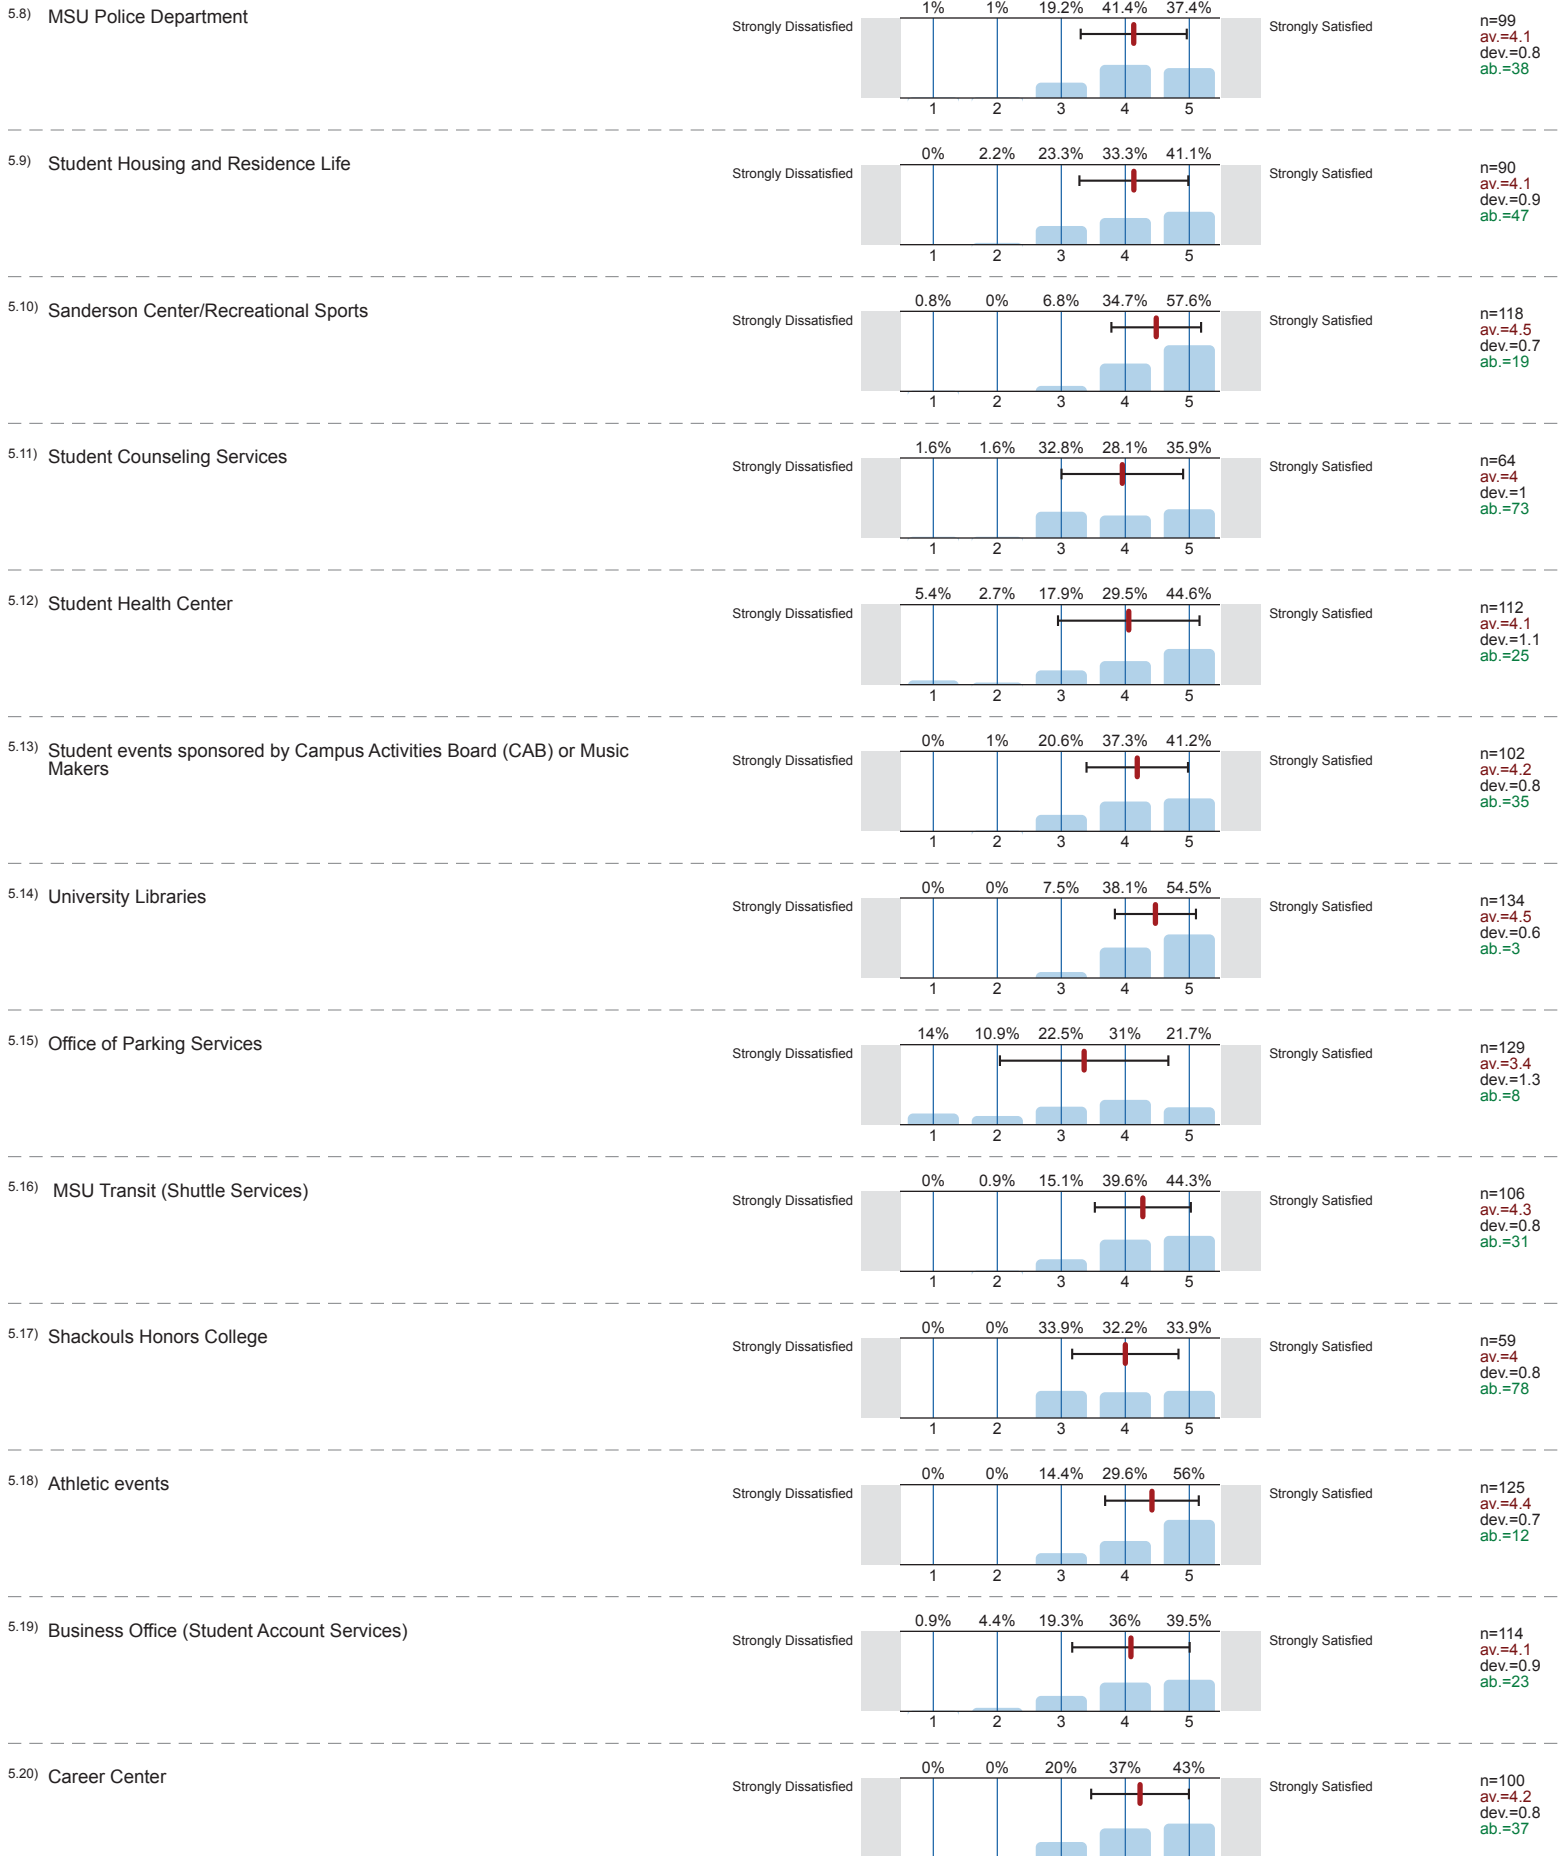 5.8) MSU Police Department
1% 1% 19.2% 41.4% 37.4%
Strongly Dissatisfied Strongly Satisfied
n=99
av.=4.1
dev.=0.8
ab.=38
1 2 3 4 5
5.9) Student Housing and Residence Life
0% 2.2% 23.3% 33.3% 41.1%
Strongly Dissatisfied Strongly Satisfied
n=90
av.=4.1
dev.=0.9
ab.=47
1 2 3 4 5
5.10) Sanderson Center/Recreational Sports
0.8% 0% 6.8% 34.7% 57.6%
Strongly Dissatisfied Strongly Satisfied
n=118
av.=4.5
dev.=0.7
ab.=19
1 2 3 4 5
5.11) Student Counseling Services
1.6% 1.6% 32.8% 28.1% 35.9%
Strongly Dissatisfied Strongly Satisfied
n=64
av.=4
dev.=1
ab.=73
1 2 3 4 5
5.12) Student Health Center
5.4% 2.7% 17.9% 29.5% 44.6%
Strongly Dissatisfied Strongly Satisfied
n=112
av.=4.1
dev.=1.1
ab.=25
1 2 3 4 5
5.13) Student events sponsored by Campus Activities Board (CAB) or Music
Makers
0% 1% 20.6% 37.3% 41.2%
Strongly Dissatisfied Strongly Satisfied
n=102
av.=4.2
dev.=0.8
ab.=35
1 2 3 4 5
5.14) University Libraries
0% 0% 7.5% 38.1% 54.5%
Strongly Dissatisfied Strongly Satisfied
n=134
av.=4.5
dev.=0.6
ab.=3
1 2 3 4 5
5.15) Office of Parking Services
14% 10.9% 22.5% 31% 21.7%
Strongly Dissatisfied Strongly Satisfied
n=129
av.=3.4
dev.=1.3
ab.=8
1 2 3 4 5
5.16) MSU Transit (Shuttle Services)
0% 0.9% 15.1% 39.6% 44.3%
Strongly Dissatisfied Strongly Satisfied
n=106
av.=4.3
dev.=0.8
ab.=31
1 2 3 4 5
5.17) Shackouls Honors College
0% 0% 33.9% 32.2% 33.9%
Strongly Dissatisfied Strongly Satisfied
n=59
av.=4
dev.=0.8
ab.=78
1 2 3 4 5
5.18) Athletic events
0% 0% 14.4% 29.6% 56%
Strongly Dissatisfied Strongly Satisfied
n=125
av.=4.4
dev.=0.7
ab.=12
1 2 3 4 5
5.19) Business Office (Student Account Services)
0.9% 4.4% 19.3% 36% 39.5%
Strongly Dissatisfied Strongly Satisfied
n=114
av.=4.1
dev.=0.9
ab.=23
1 2 3 4 5
5.20) Career Center
0% 0% 20% 37% 43%
Strongly Dissatisfied Strongly Satisfied
n=100
av.=4.2
dev.=0.8
ab.=37